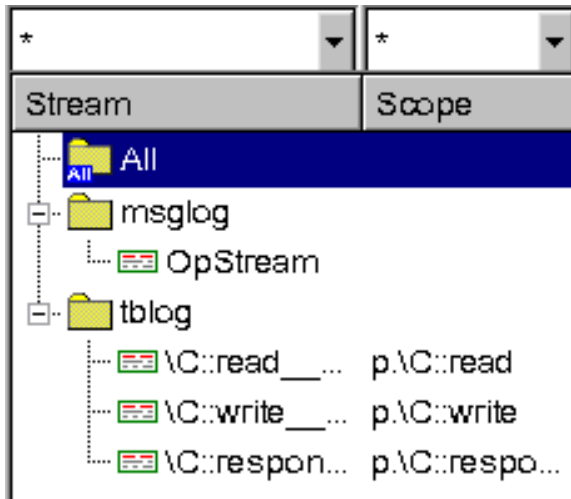 * *
Stream Scope
All All
msglog
OpStream
tblog
\C::read__... p.\C::read
\C::write__... p.\C::write
\C::respon... p.\C::respo...